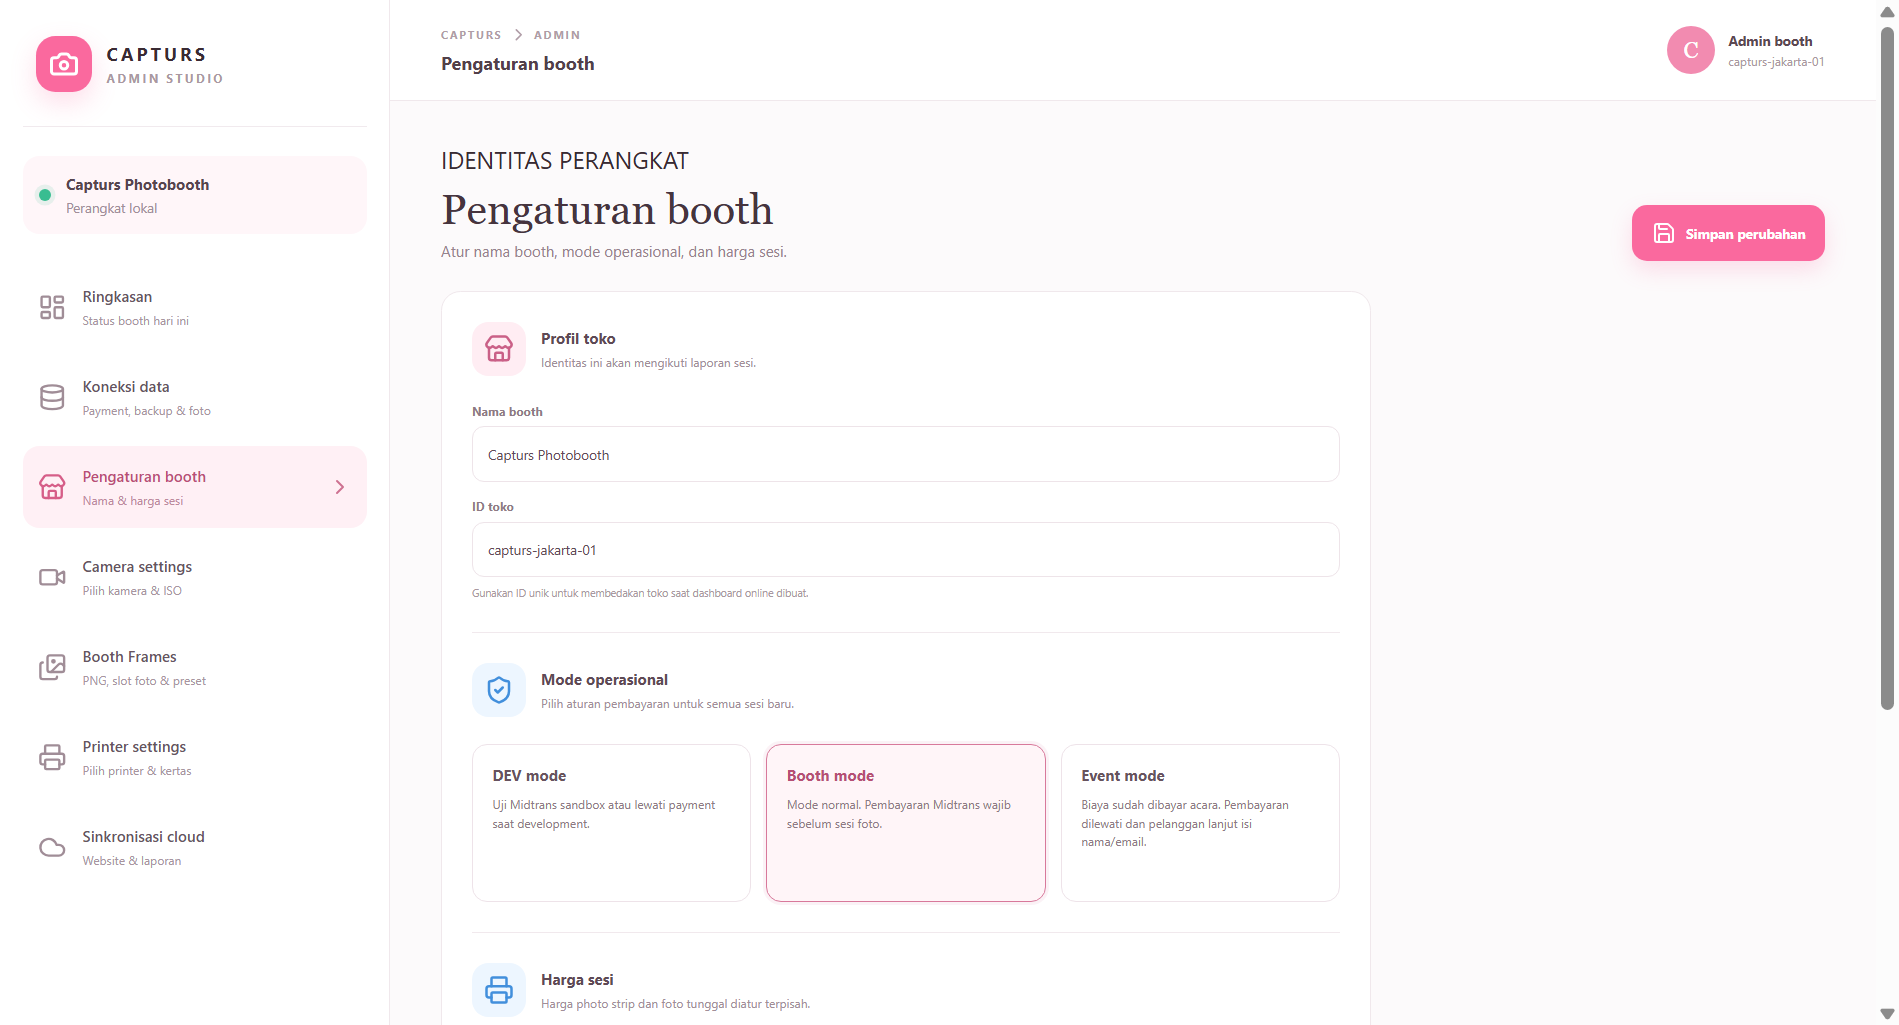 CAPTURS
ADMIN STUDIO
Capturs Photobooth
Perangkat lokal
Ringkasan
Status booth hari ini
Koneksi data
Payment, backup & foto
Pengaturan booth
Nama & harga sesi
Camera settings
Pilih kamera & ISO
Booth Frames
PNG, slot foto & preset
Printer settings
Pilih printer & kertas
Sinkronisasi cloud
Website & laporan
CAPTURS > ADMIN
Pengaturan booth
C
Admin booth
capturs-jakarta-01
IDENTITAS PERANGKAT
Pengaturan booth
Atur nama booth, mode operasional, dan harga sesi.
Simpan perubahan
Profil toko
Identitas ini akan mengikuti laporan sesi.
Nama booth
Capturs Photobooth
ID toko
capturs-jakarta-01
Gunakan ID unik untuk membedakan toko saat dashboard online dibuat.
Mode operasional
Pilih aturan pembayaran untuk semua sesi baru.
DEV mode
Uji Midtrans sandbox atau lewati payment
saat development.
Booth mode
Mode normal. Pembayaran Midtrans wajib
sebelum sesi foto.
Event mode
Biaya sudah dibayar acara. Pembayaran
dilewati dan pelanggan lanjut isi
nama/email.
Harga sesi
Harga photo strip dan foto tunggal diatur terpisah.